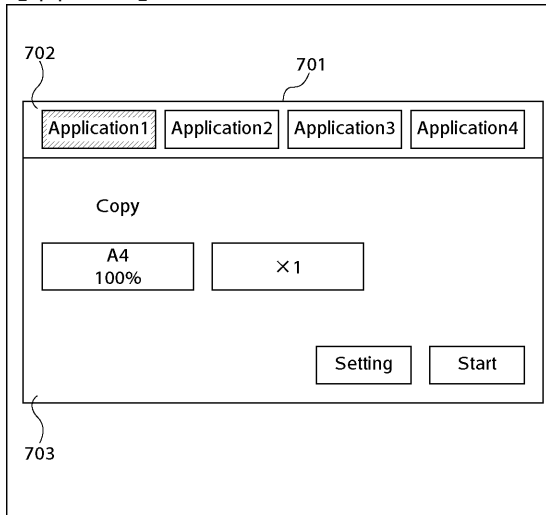 702
701
Application1 Application2 Application3 Application4
Copy
A4
100%
×1
Setting Start
703